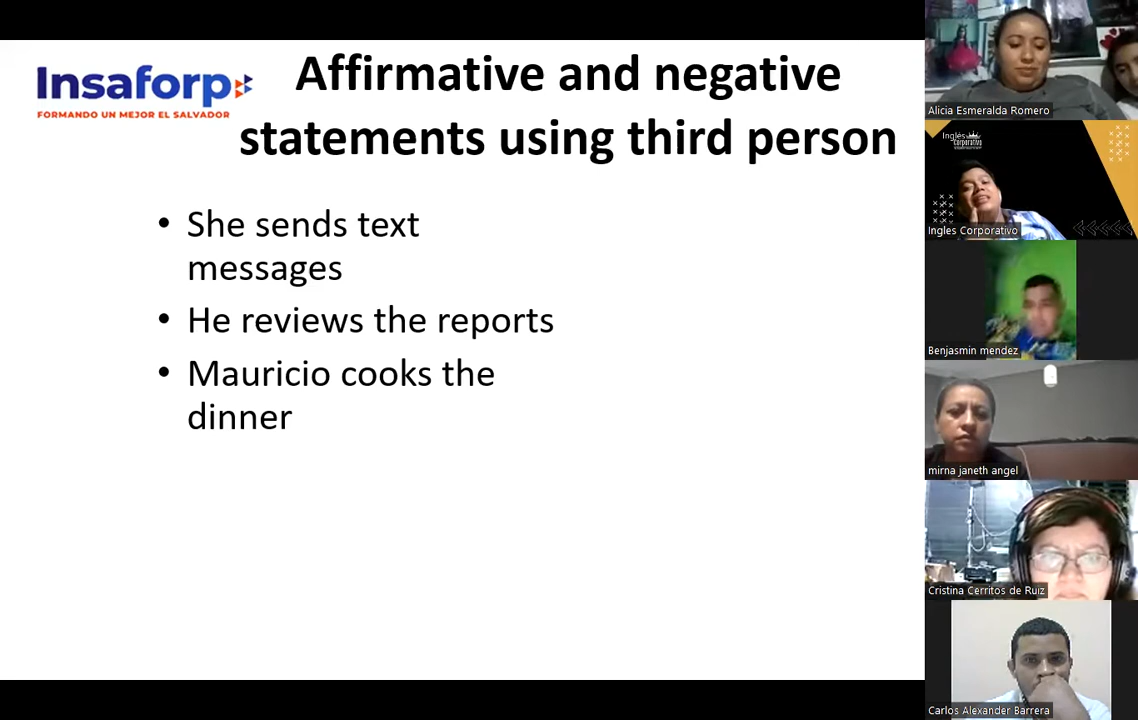 Insaforp
FORMANDO UN MEJOR EL SALVADOR
Affirmative and negative
statements using third person
• She sends text
messages
• He reviews the reports
• Mauricio cooks the
dinner
Alicia Esmeralda Romero
Inglés
Corporativo
Ingles Corporativo
Benjasmin mendez
mirna janeth angel
Cristina Cerritos de Ruiz
Carlos Alexander Barrera